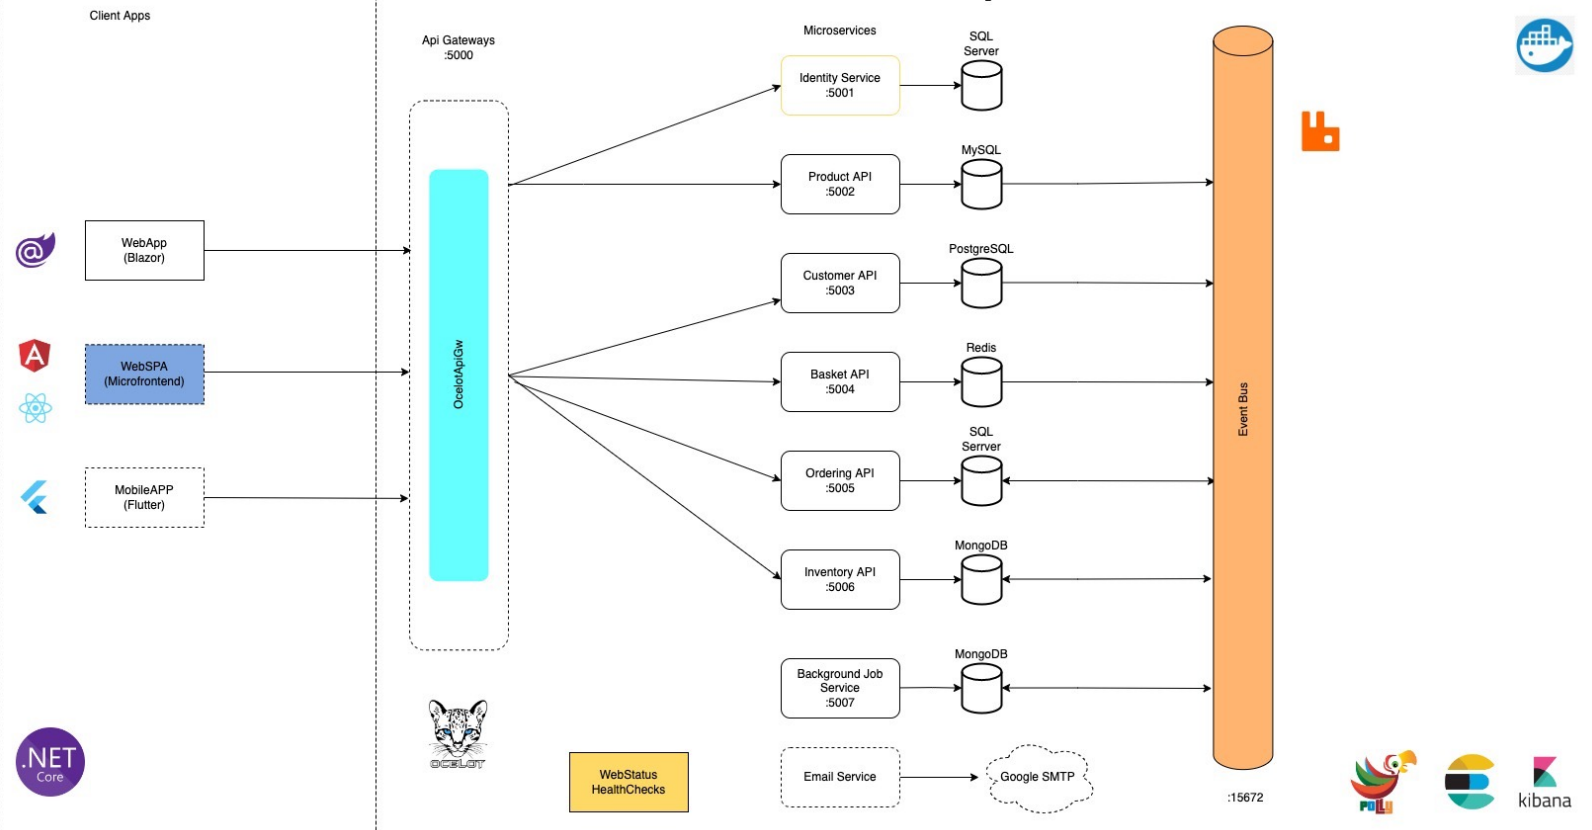 Client Apps
Api Gateways
:5000
Microservices
SQL
Server
Identity Service
:5001
MySQL
Product API
:5002
PostgreSQL
Customer API
:5003
Redis
Basket API
:5004
SQL
Serrver
Ordering API
:5005
MongoDB
Inventory API
:5006
MongoDB
Background Job
Service
:5007
Email Service
Google SMTP
WebApp
(Blazor)
WebSPA
(Microfrontend)
MobileAPP
(Flutter)
OcelotApiGw
Event Bus
:15672
WebStatus
HealthChecks
OCELOT
.NET
Core
POLLY
kibana